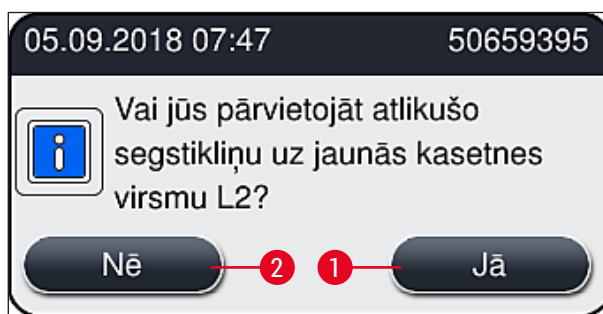 05.09.2018 07:47 50659395
Vai jūs pārvietojāt atlikušo
segstikliņu uz jaunās kasetnes
virsmu L2?
Nē 2 1 Jā